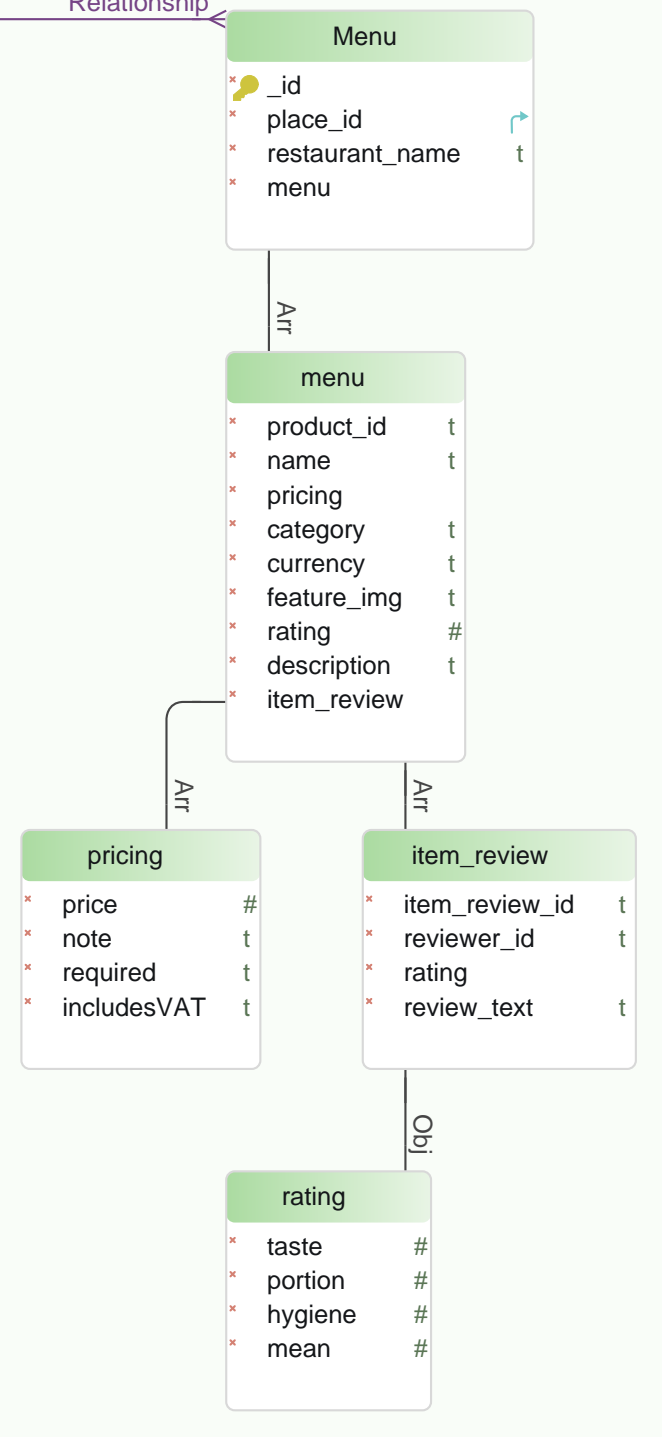 Relationship
Menu
_id
place_id
restaurant_name t
menu
Arr
menu
product_id t
name t
pricing
category t
currency t
feature_img t
rating #
description t
item_review
Arr
Arr
pricing
price #
note t
required t
includesVAT t
item_review
item_review_id t
reviewer_id t
rating
review_text t
Obj
rating
taste #
portion #
hygiene #
mean #